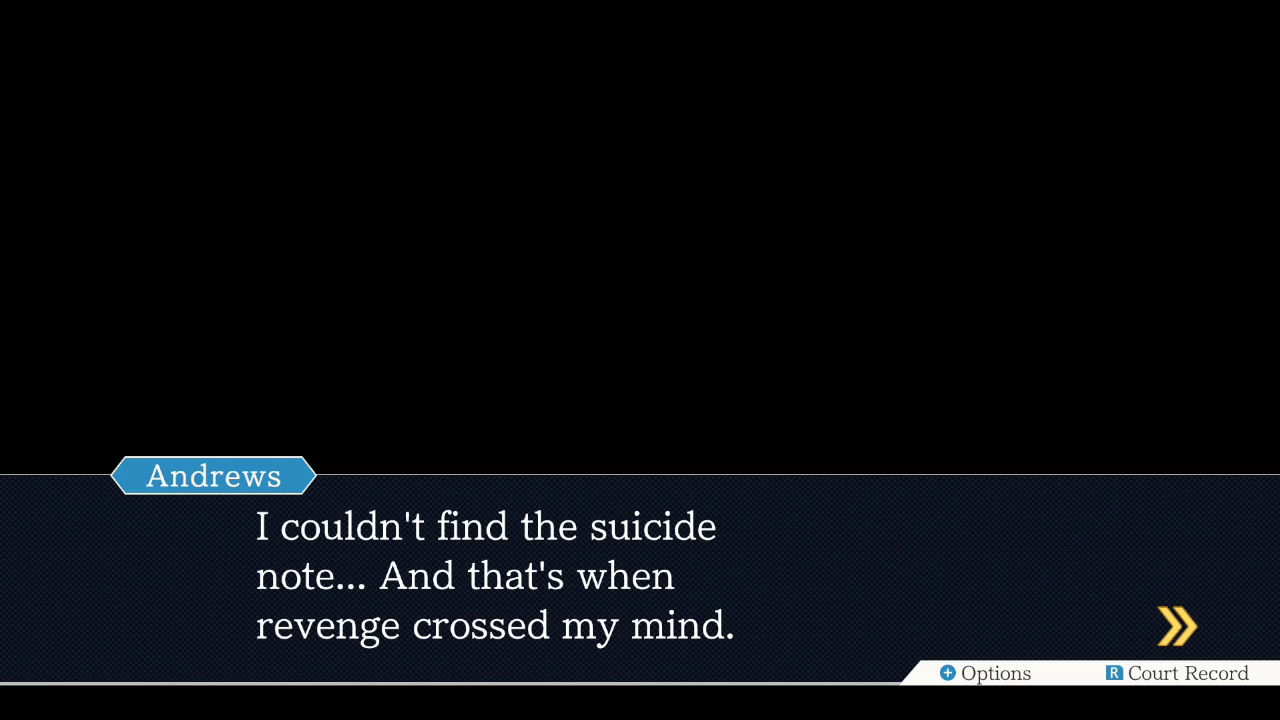 Andrews
I couldn't find the suicide
note... And that's when
revenge crossed my mind.
+ Options
R Court Record